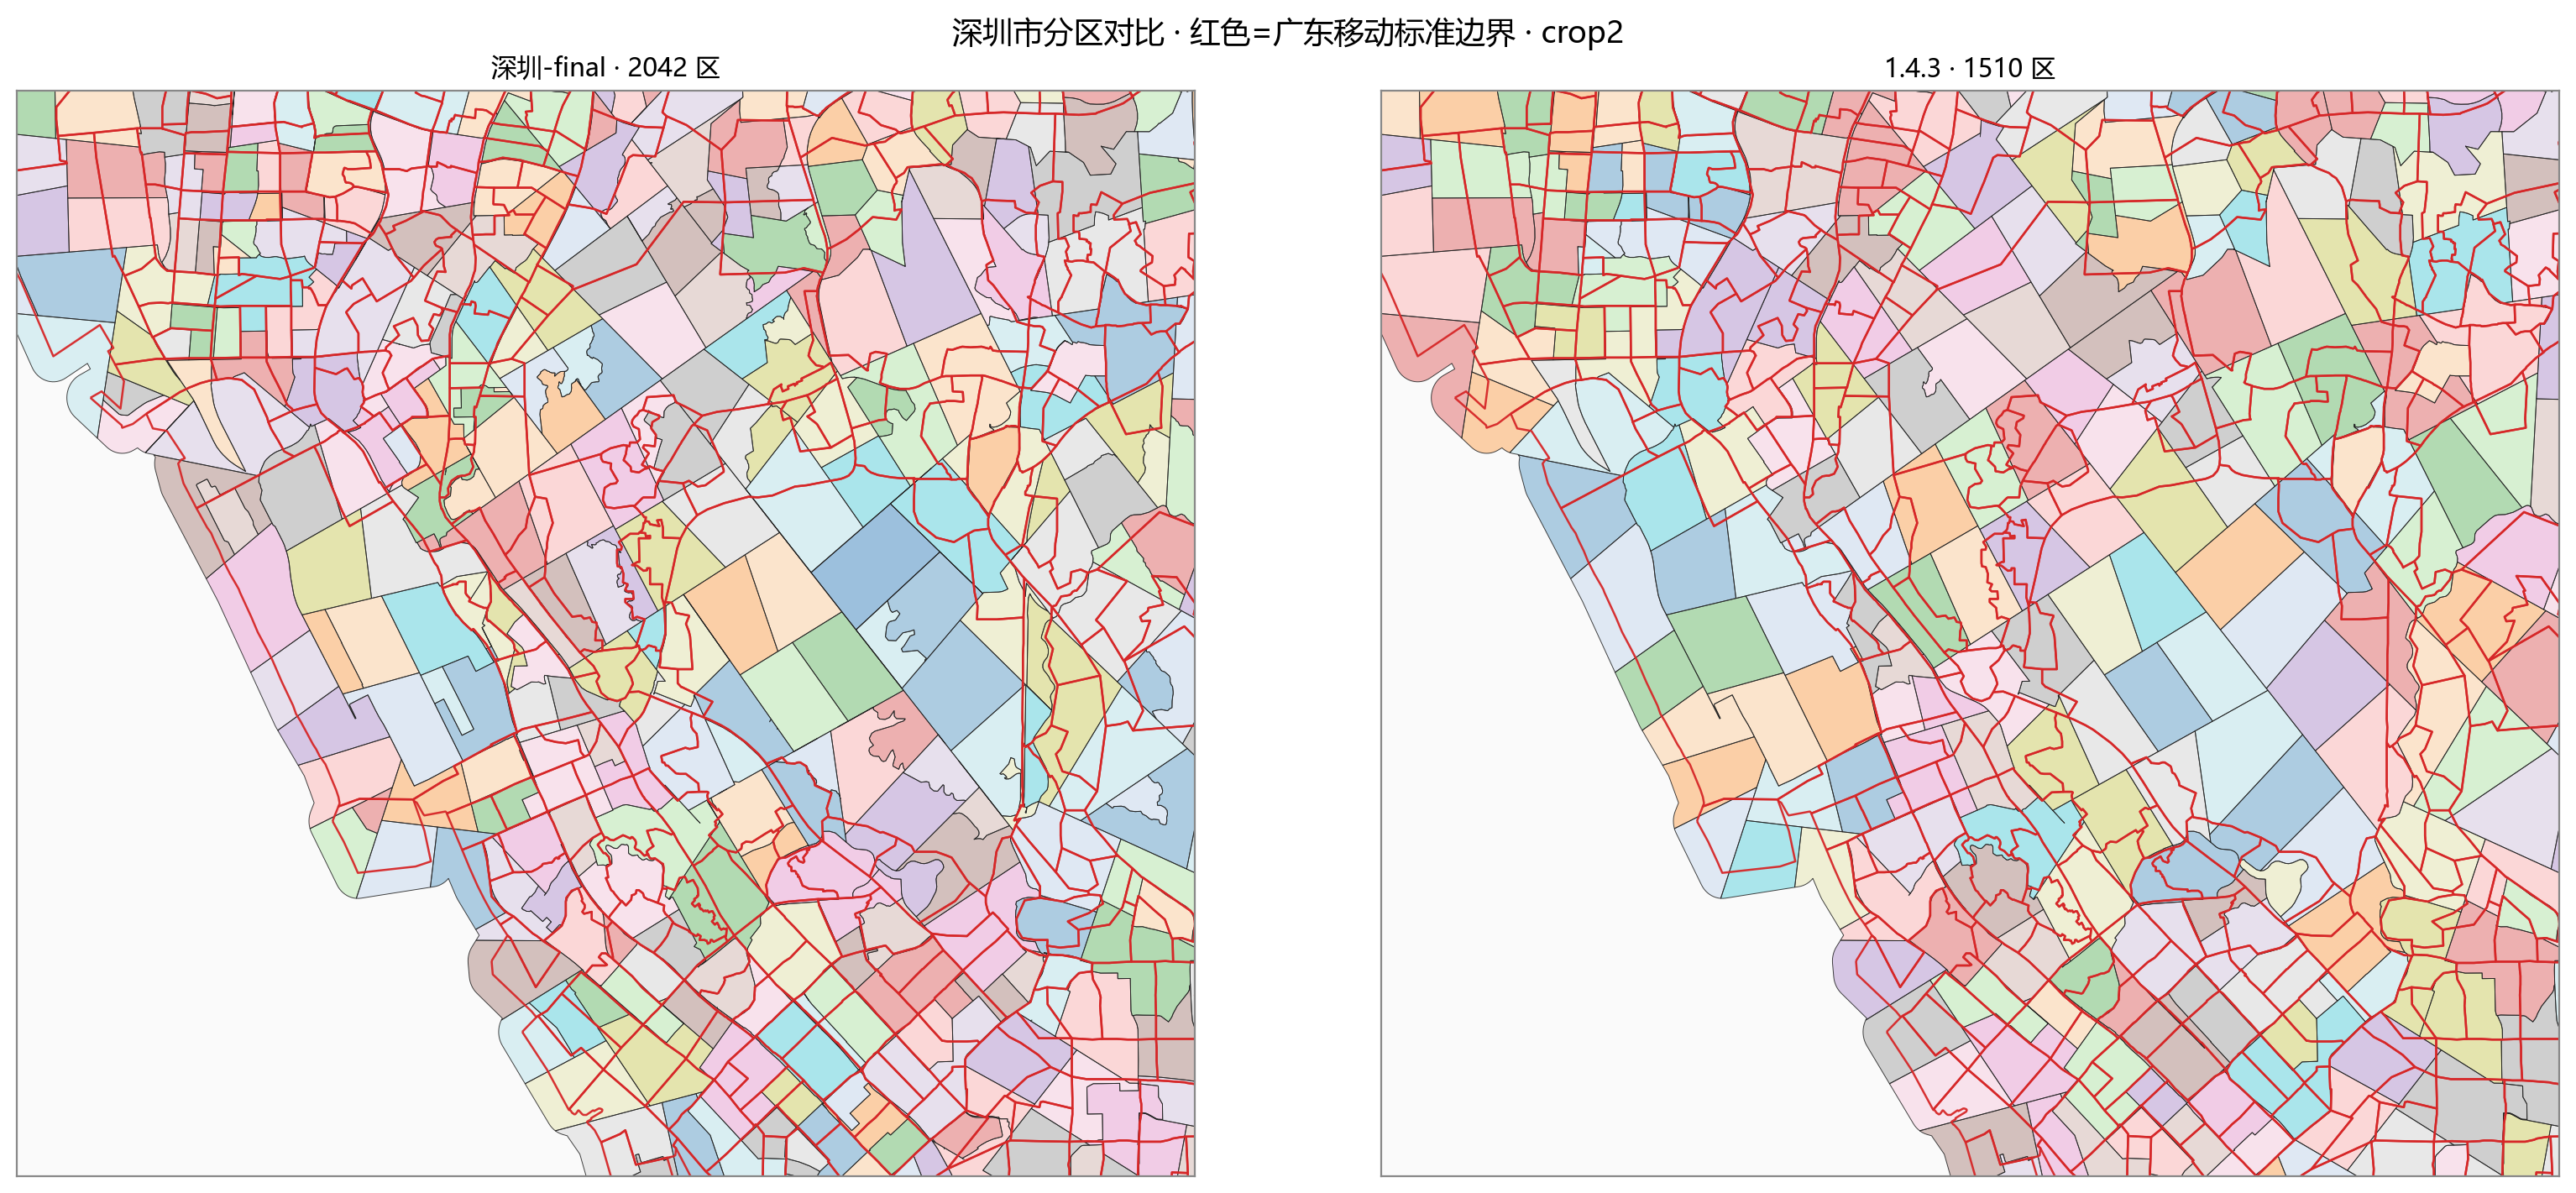 深圳市分区对比 · 红色=广东移动标准边界 · crop2
深圳-final · 2042 区
1.4.3 · 1510 区